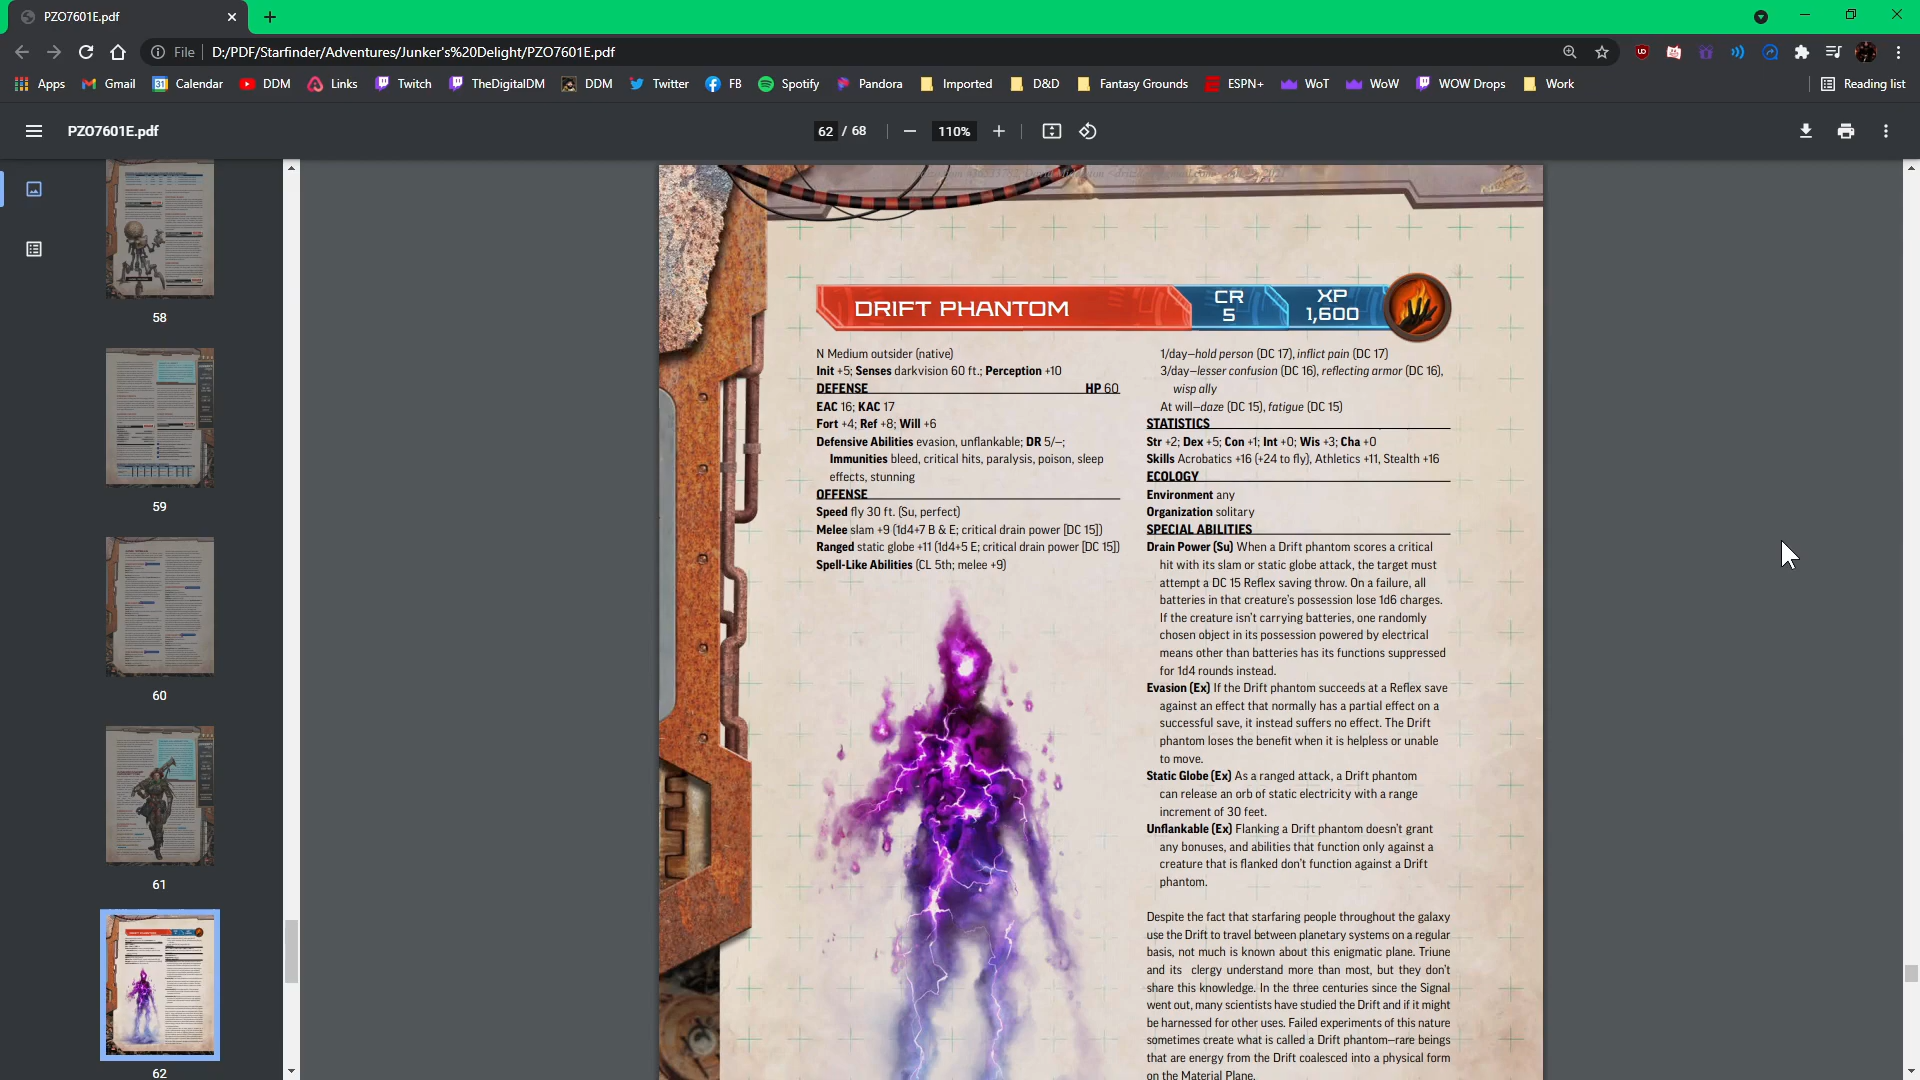 PZO7601E.pdf
File
D:/PDF/Starfinder/Adventures/Junker's%20Delight/PZO7601E.pdf
Apps Gmail Calendar DDM Links Twitch TheDigitalDM DDM Twitter FB Spotify Pandora Imported D&D Fantasy Grounds ESPN+ WoT WoW WOW Drops Work Reading list
PZO7601E.pdf
62 / 68
110%
58
59
60
61
62
DRIFT PHANTOM
CR
5
XP
1,600
N Medium outsider (native)
Init +5; Senses darkvision 60 ft.; Perception +10
DEFENSE HP 60
EAC 16; KAC 17
Fort +4; Ref +8; Will +6
Defensive Abilities evasion, unflankable; DR 5/—;
Immunities bleed, critical hits, paralysis, poison, sleep
effects, stunning
OFFENSE
Speed fly 30 ft. (Su, perfect)
Melee slam +9 (1d4+7 B & E; critical drain power [DC 15])
Ranged static globe +11 (1d4+5 E; critical drain power [DC 15])
Spell-Like Abilities (CL 5th; melee +9)
1/day—hold person (DC 17), inflict pain (DC 17)
3/day—lesser confusion (DC 16), reflecting armor (DC 16),
wisp ally
At will—daze (DC 15), fatigue (DC 15)
STATISTICS
Str +2; Dex +5; Con +1; Int +0; Wis +3; Cha +0
Skills Acrobatics +16 (+24 to fly), Athletics +11, Stealth +16
ECOLOGY
Environment any
Organization solitary
SPECIAL ABILITIES
Drain Power (Su) When a Drift phantom scores a critical
hit with its slam or static globe attack, the target must
attempt a DC 15 Reflex saving throw. On a failure, all
batteries in that creature's possession lose 1d6 charges.
If the creature isn't carrying batteries, one randomly
chosen object in its possession powered by electrical
means other than batteries has its functions suppressed
for 1d4 rounds instead.
Evasion (Ex) If the Drift phantom succeeds at a Reflex save
against an effect that normally has a partial effect on a
successful save, it instead suffers no effect. The Drift
phantom loses the benefit when it is helpless or unable
to move.
Static Globe (Ex) As a ranged attack, a Drift phantom
can release an orb of static electricity with a range
increment of 30 feet.
Unflankable (Ex) Flanking a Drift phantom doesn't grant
any bonuses, and abilities that function only against a
creature that is flanked don't function against a Drift
phantom.
Despite the fact that starfaring people throughout the galaxy
use the Drift to travel between planetary systems on a regular
basis, not much is known about this enigmatic plane. Triune
and its clergy understand more than most, but they don't
share this knowledge. In the three centuries since the Signal
went out, many scientists have studied the Drift and if it might
be harnessed for other uses. Failed experiments of this nature
sometimes create what is called a Drift phantom—rare beings
that are energy from the Drift coalesced into a physical form
on the Material Plane.